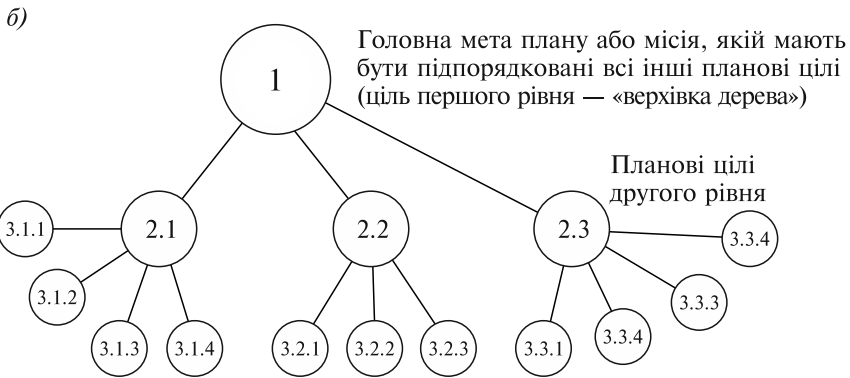 б)
Головна мета плану або місія, якій мають
бути підпорядковані всі інші планові цілі
(ціль першого рівня — «верхівка дерева»)
1
Планові цілі
другого рівня
2.1
2.2
2.3
3.1.1
3.1.2
3.1.3
3.1.4
3.2.1
3.2.2
3.2.3
3.3.1
3.3.4
3.3.3
3.3.4